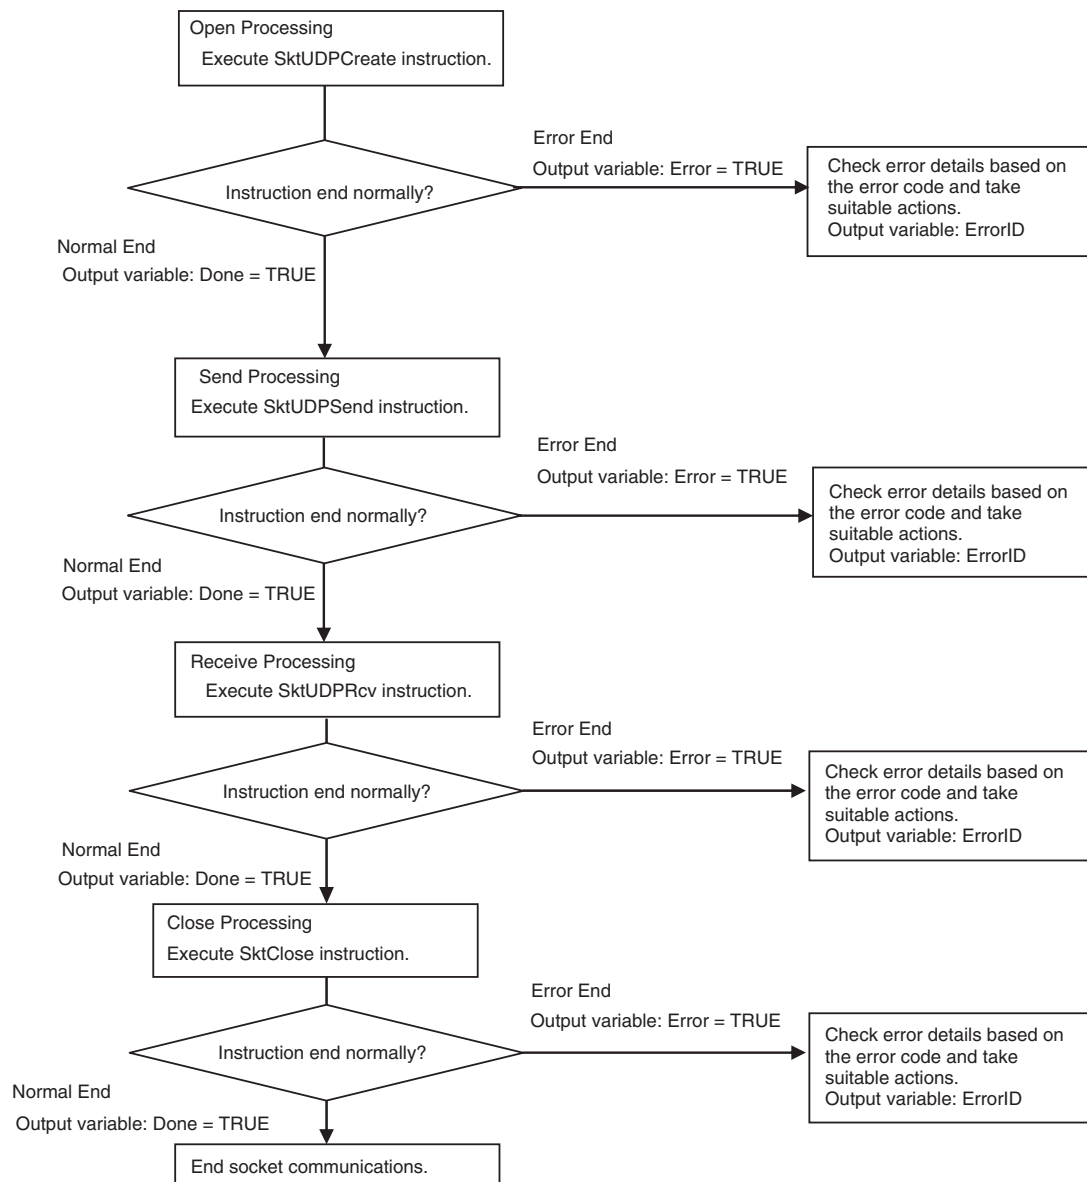 Open Processing
Execute SktUDPCreate instruction.
Error End
Output variable: Error = TRUE
Instruction end normally?
Check error details based on
the error code and take
suitable actions.
Output variable: ErrorID
Normal End
Output variable: Done = TRUE
Send Processing
Execute SktUDPSend instruction.
Error End
Output variable: Error = TRUE
Instruction end normally?
Check error details based on
the error code and take
suitable actions.
Output variable: ErrorID
Normal End
Output variable: Done = TRUE
Receive Processing
Execute SktUDPRcv instruction.
Error End
Output variable: Error = TRUE
Instruction end normally?
Check error details based on
the error code and take
suitable actions.
Output variable: ErrorID
Normal End
Output variable: Done = TRUE
Close Processing
Execute SktClose instruction.
Error End
Output variable: Error = TRUE
Instruction end normally?
Check error details based on
the error code and take
suitable actions.
Output variable: ErrorID
Normal End
Output variable: Done = TRUE
End socket communications.